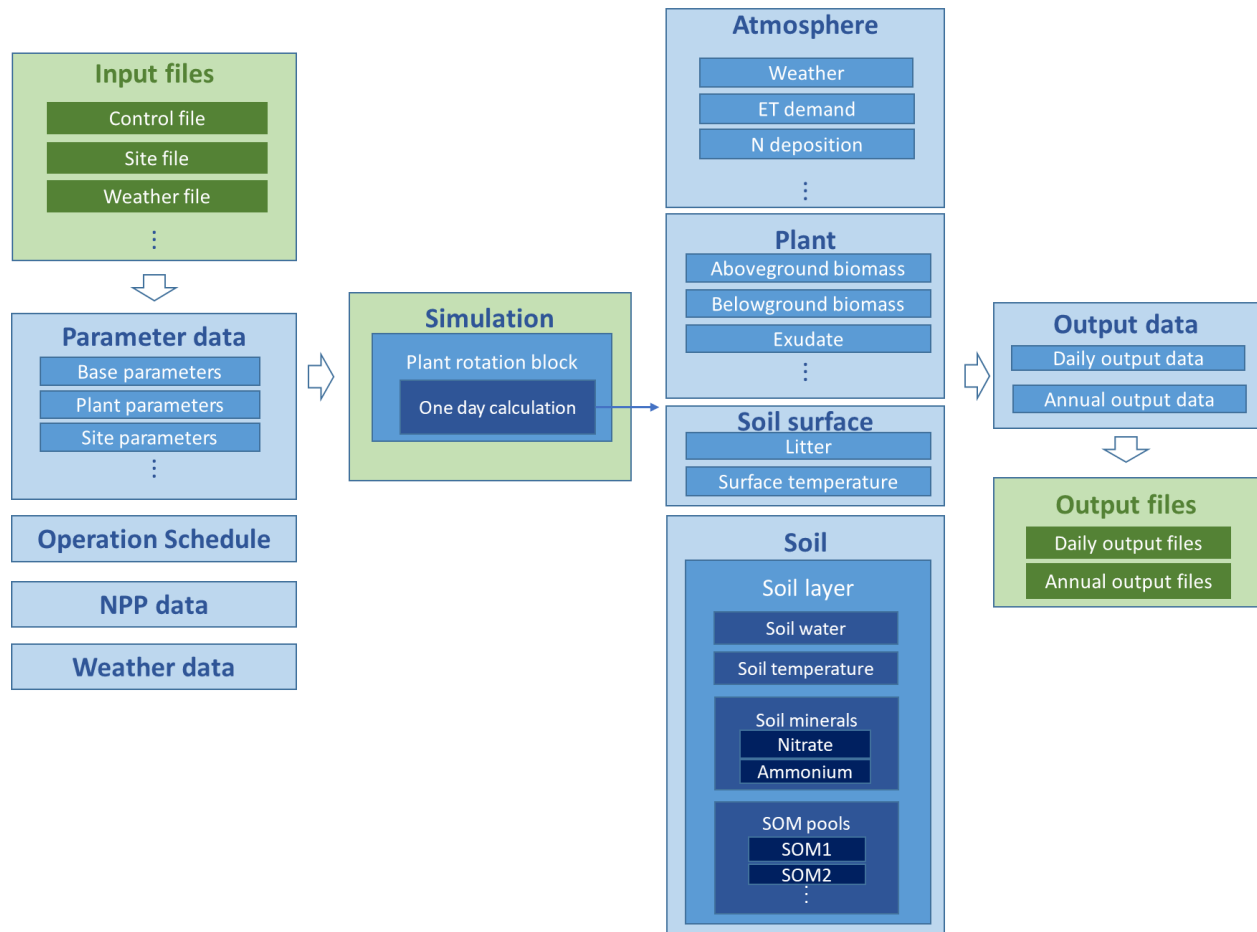 Input files
Control file
Site file
Weather file
⋮
Parameter data
Base parameters
Plant parameters
Site parameters
⋮
Operation Schedule
NPP data
Weather data
Simulation
Plant rotation block
One day calculation
Atmosphere
Weather
ET demand
N deposition
⋮
Plant
Aboveground biomass
Belowground biomass
Exudate
⋮
Soil surface
Litter
Surface temperature
Soil
Soil layer
Soil water
Soil temperature
Soil minerals
Nitrate
Ammonium
SOM pools
SOM1
SOM2
⋮
Output data
Daily output data
Annual output data
Output files
Daily output files
Annual output files